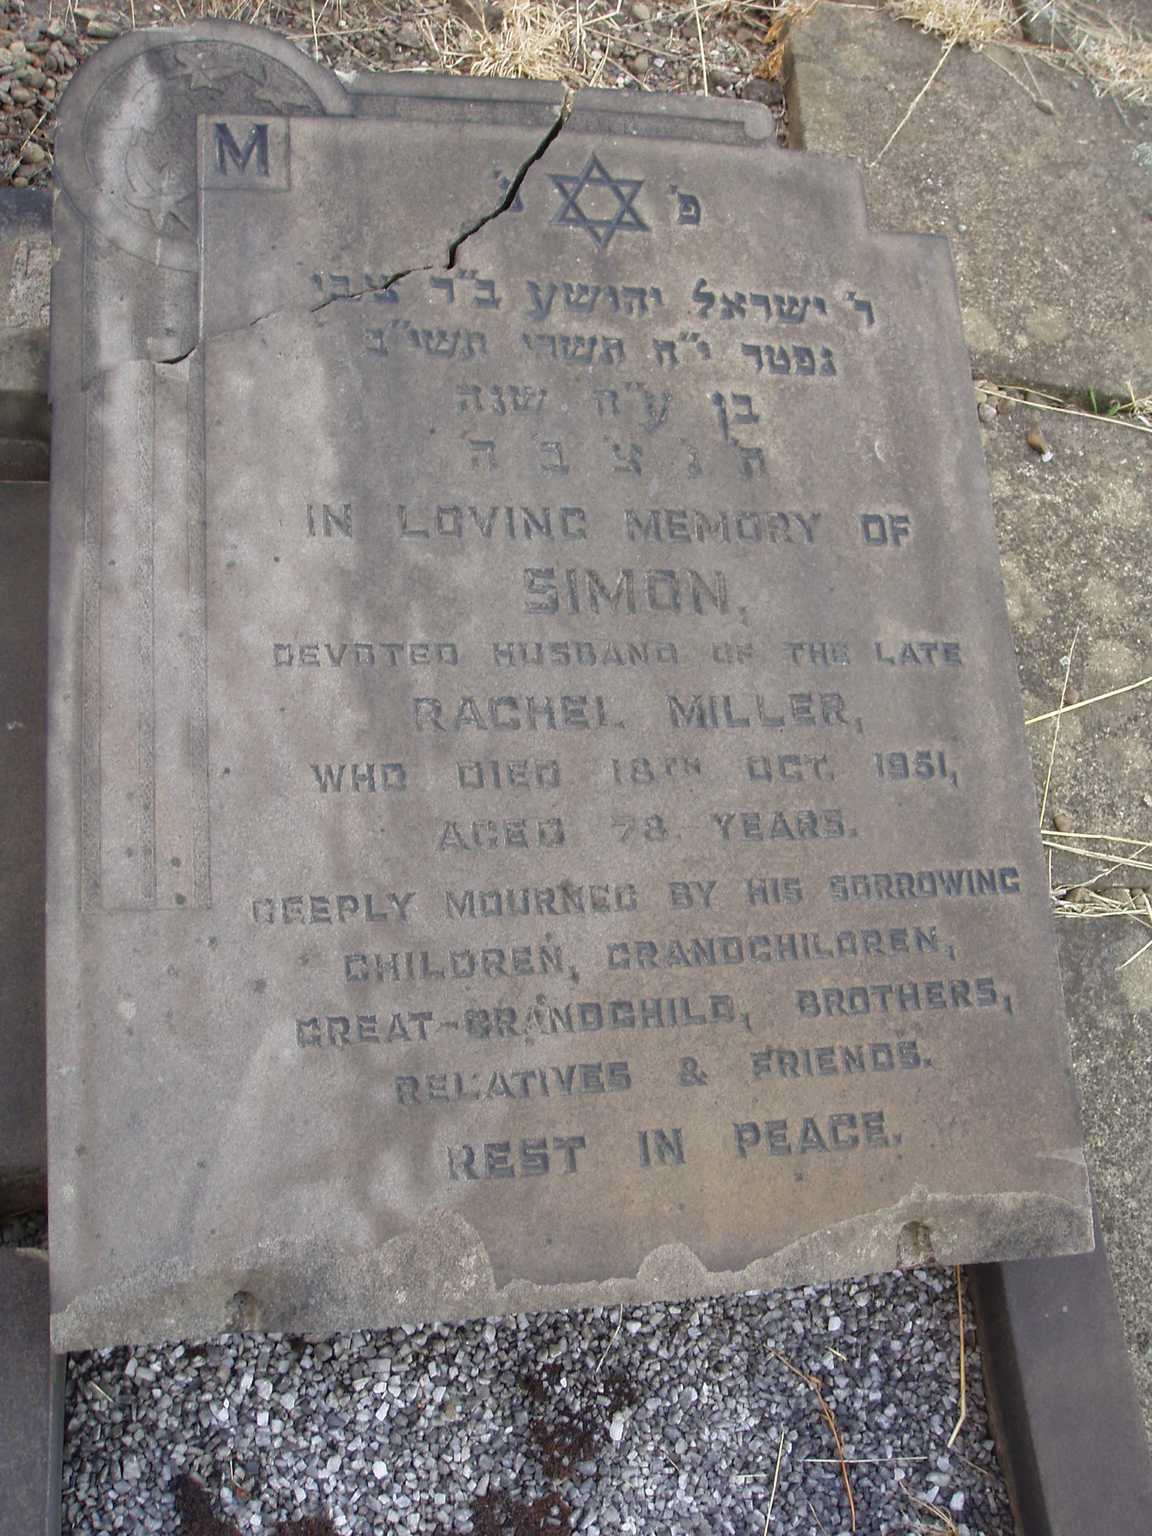 M
פ' נ'
ר' ישראל יהושע ב"ר צבי
נפטר י"ח תשרי תשי"ב
בן ע"ח שנה
ת נ צ ב ה
IN LOVING MEMORY OF
SIMON,
DEVOTED HUSBAND OF THE LATE
RACHEL MILLER,
WHO DIED 18TH OCT. 1951,
AGED 78 YEARS.
DEEPLY MOURNED BY HIS SORROWING
CHILDREN, GRANDCHILDREN,
GREAT-GRANDCHILD, BROTHERS,
RELATIVES & FRIENDS.
REST IN PEACE.